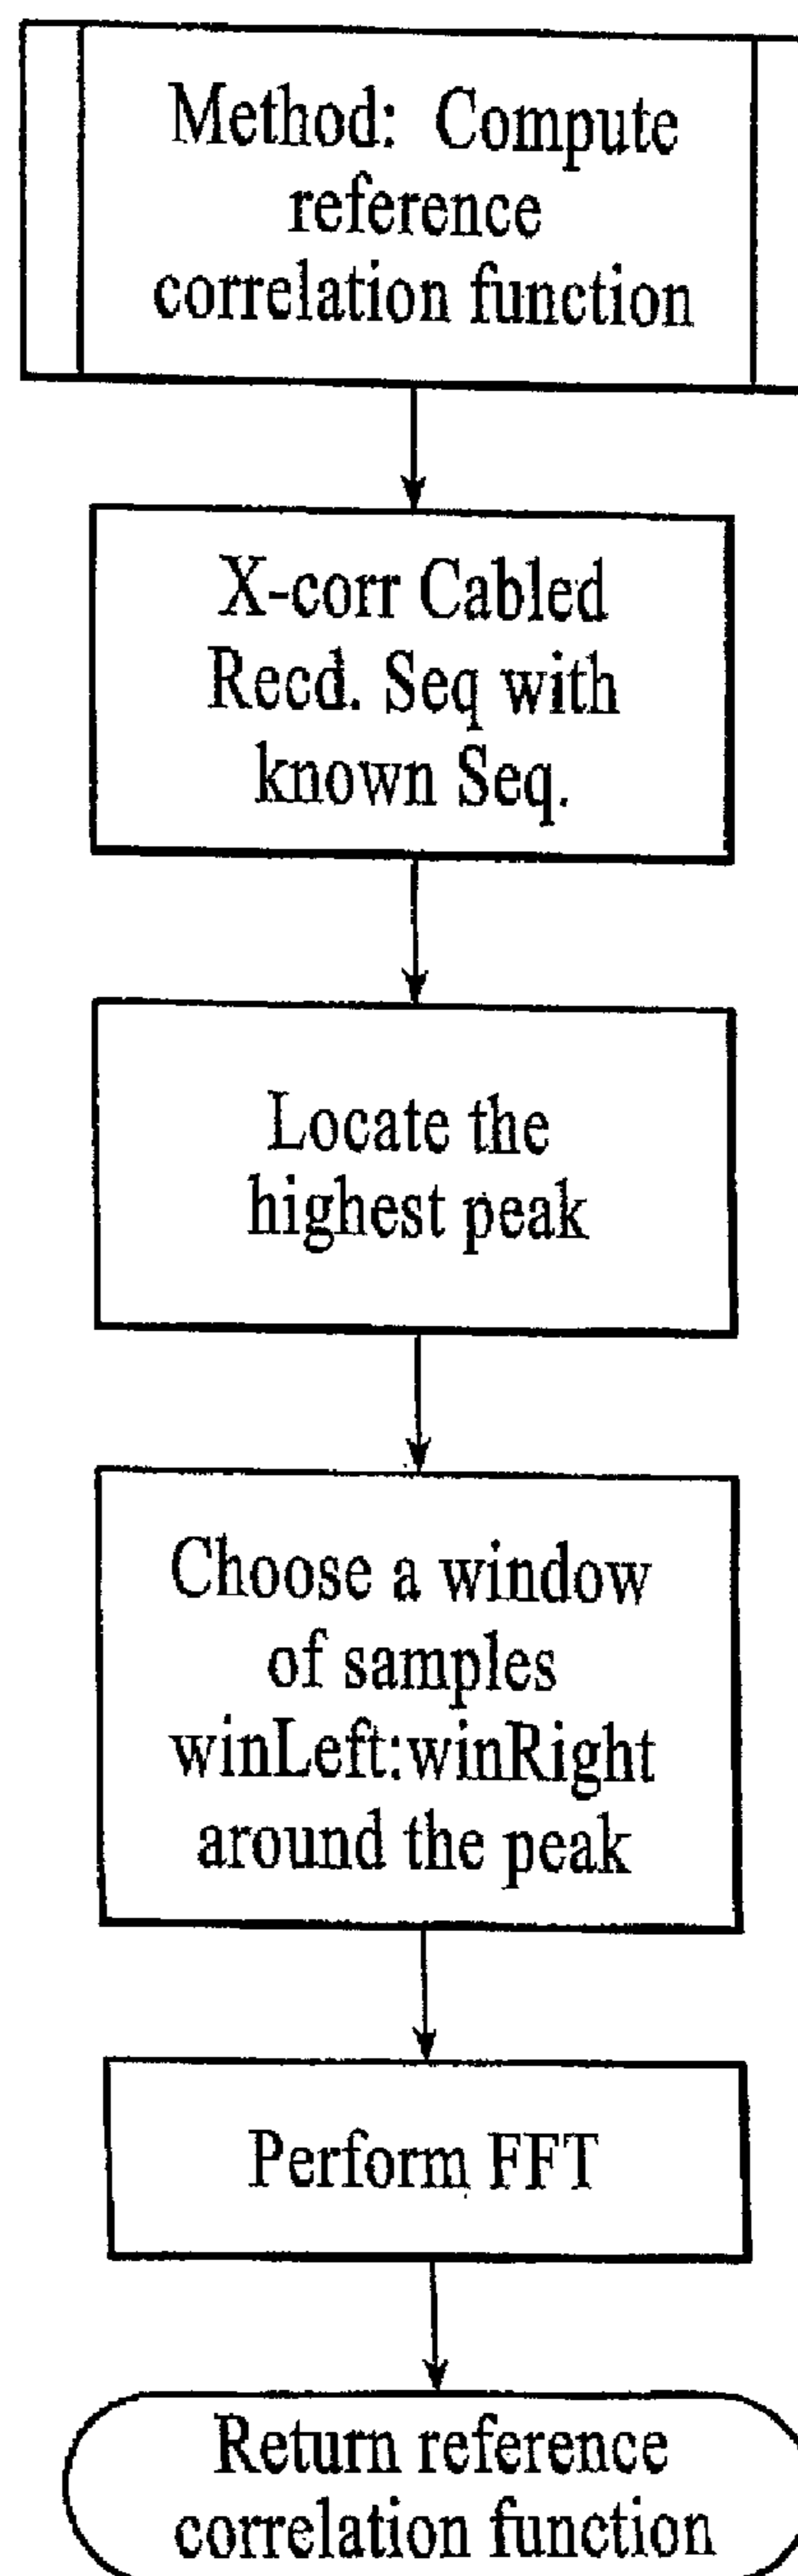 Method: Compute
reference
correlation function
X-corr Cabled
Recd. Seq with
known Seq.
Locate the
highest peak
Choose a window
of samples
winLeft:winRight
around the peak
Perform FFT
Return reference
correlation function